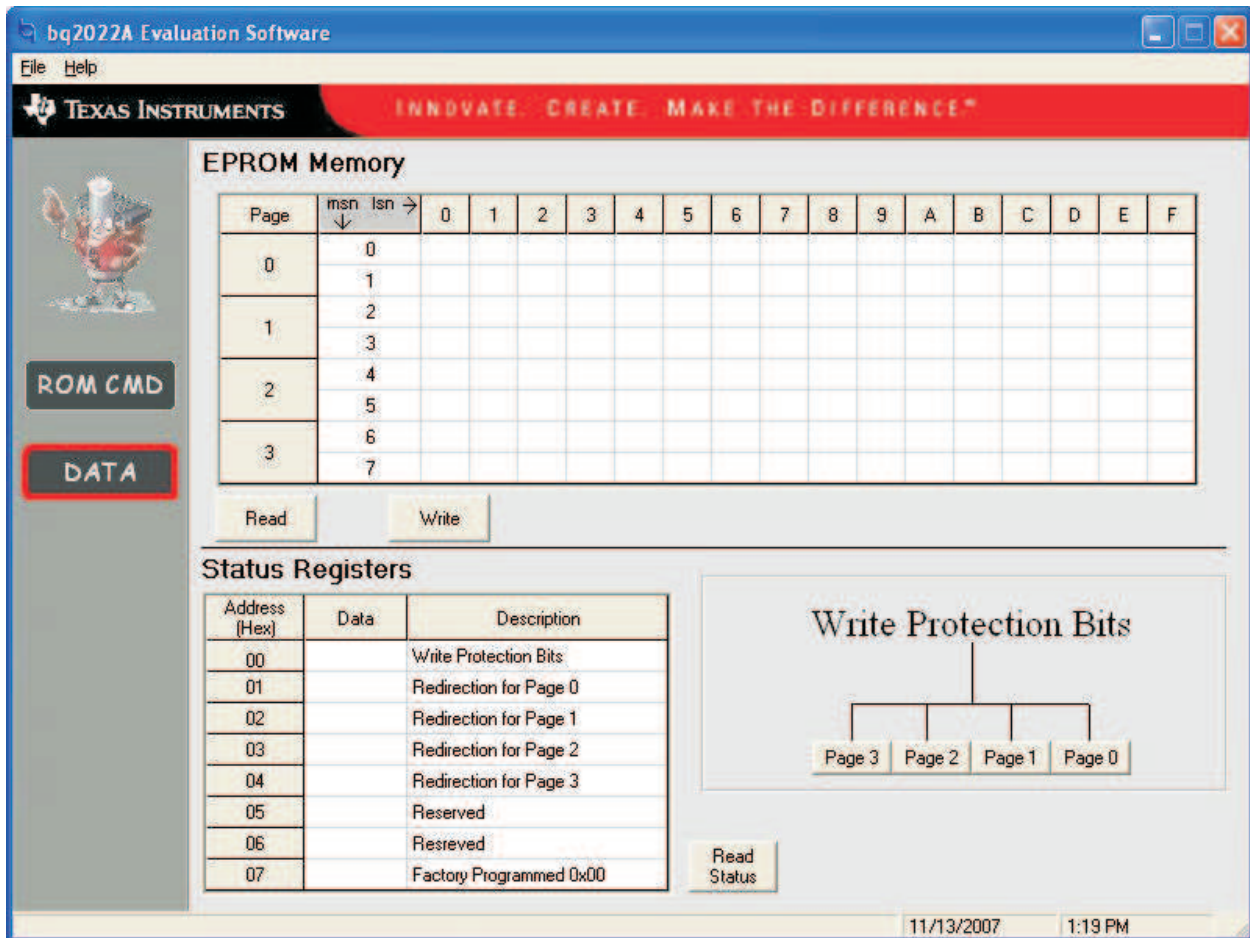 bq2022A Evaluation Software
File Help
TEXAS INSTRUMENTS
INNOVATE. CREATE. MAKE THE DIFFERENCE.™
EPROM Memory
Page msn ↓ lsn → 0 1 2 3 4 5 6 7 8 9 A B C D E F
0 0
1
1 2
3
2 4
5
3 6
7
ROM CMD
DATA
Read Write
Status Registers
Address (Hex) Data Description
00 Write Protection Bits
01 Redirection for Page 0
02 Redirection for Page 1
03 Redirection for Page 2
04 Redirection for Page 3
05 Reserved
06 Resreved
07 Factory Programmed 0x00
Write Protection Bits
Page 3 Page 2 Page 1 Page 0
Read
Status
11/13/2007 1:19 PM